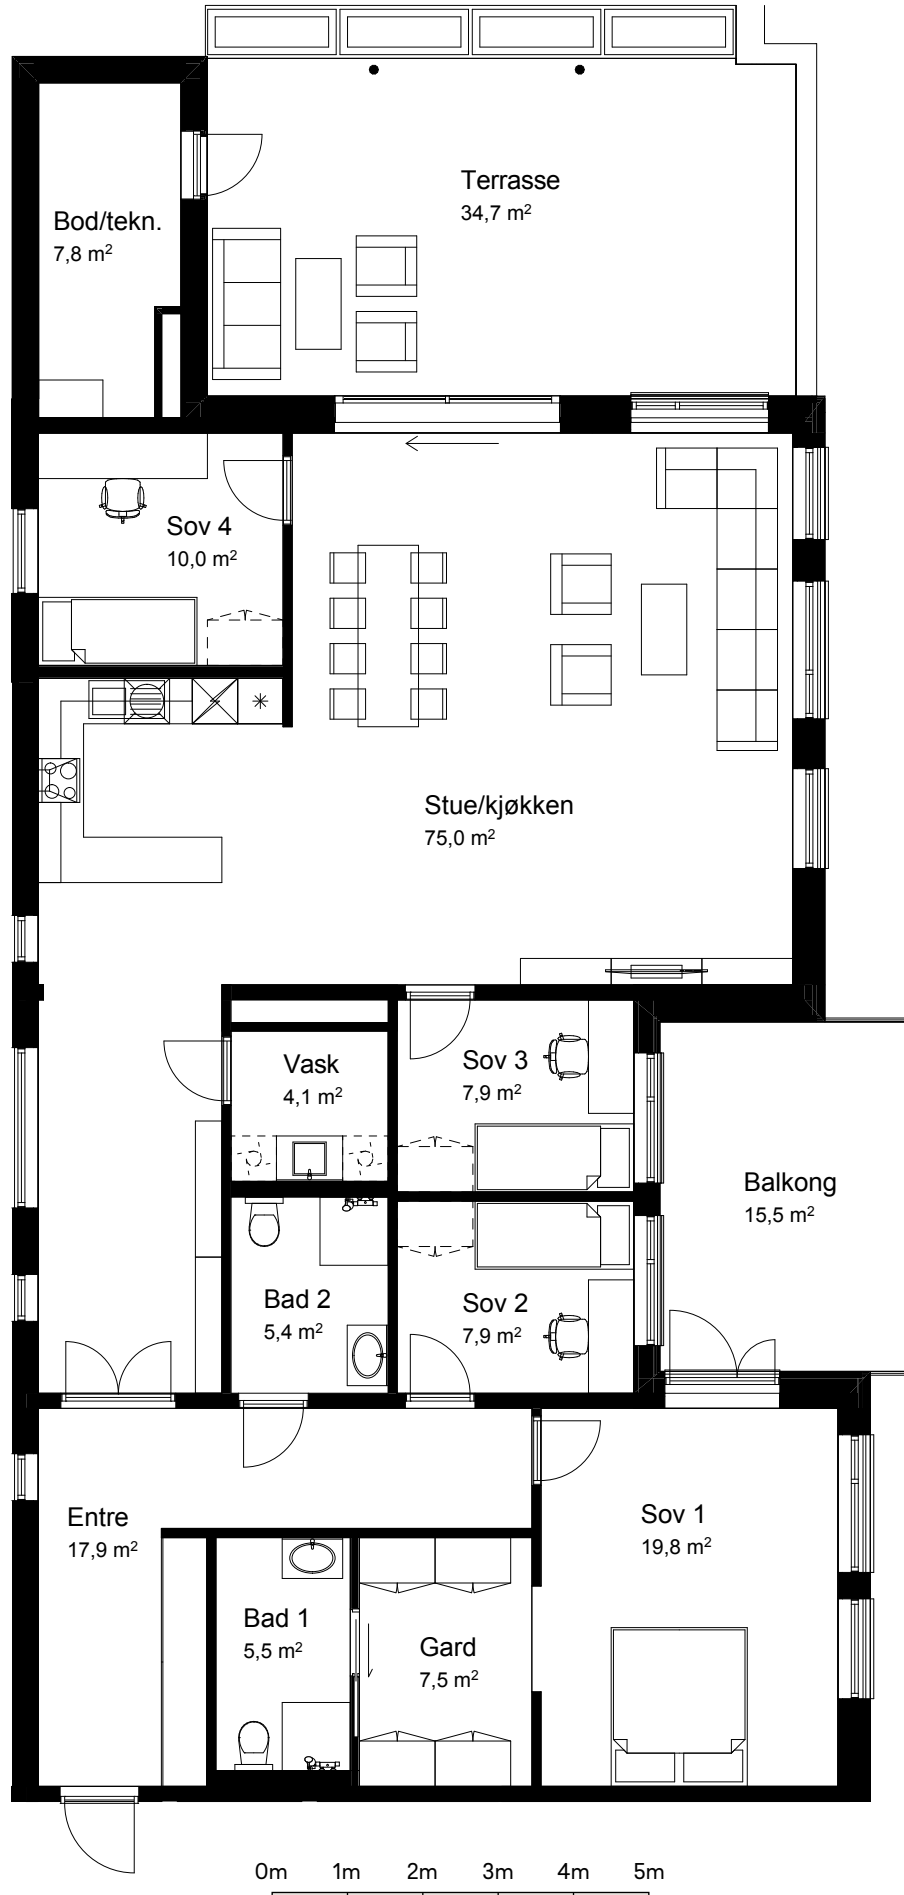 Terrasse
34,7 m²
Bod/tekn.
7,8 m²
Sov 4
10,0 m²
Stue/kjøkken
75,0 m²
Vask
4,1 m²
Sov 3
7,9 m²
Balkong
15,5 m²
Bad 2
5,4 m²
Sov 2
7,9 m²
Entre
17,9 m²
Sov 1
19,8 m²
Bad 1
5,5 m²
Gard
7,5 m²
0m 1m 2m 3m 4m 5m